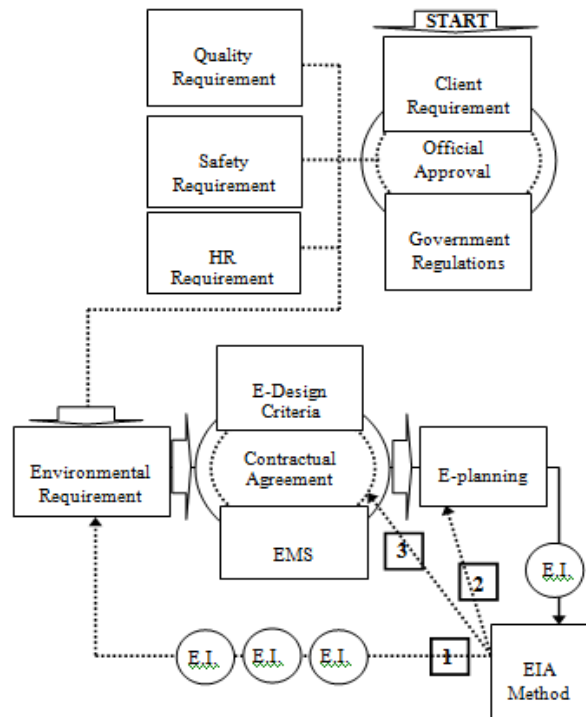 START
Quality
Requirement
Client
Requirement
Safety
Requirement
Official
Approval
HR
Requirement
Government
Regulations
E-Design
Criteria
Environmental
Requirement
Contractual
Agreement
E-planning
EMS
3
2
E.I.
1
E.I.
E.I.
E.I.
EIA
Method